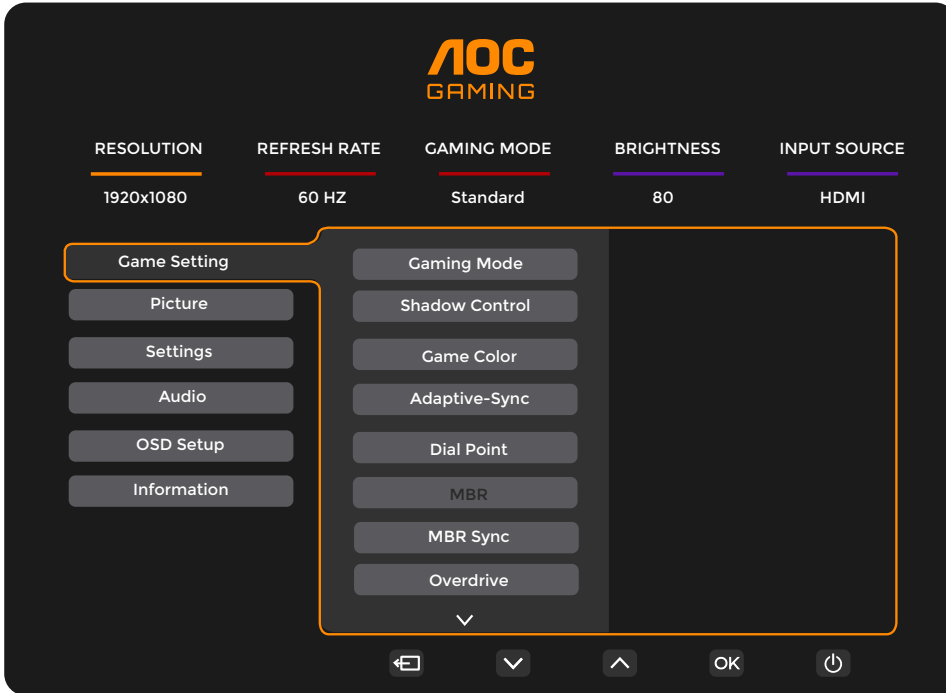 AOC
GAMING
RESOLUTION REFRESH RATE GAMING MODE BRIGHTNESS INPUT SOURCE
1920x1080 60 HZ Standard 80 HDMI
Game Setting
Picture
Settings
Audio
OSD Setup
Information
Gaming Mode
Shadow Control
Game Color
Adaptive-Sync
Dial Point
MBR
MBR Sync
Overdrive
OK